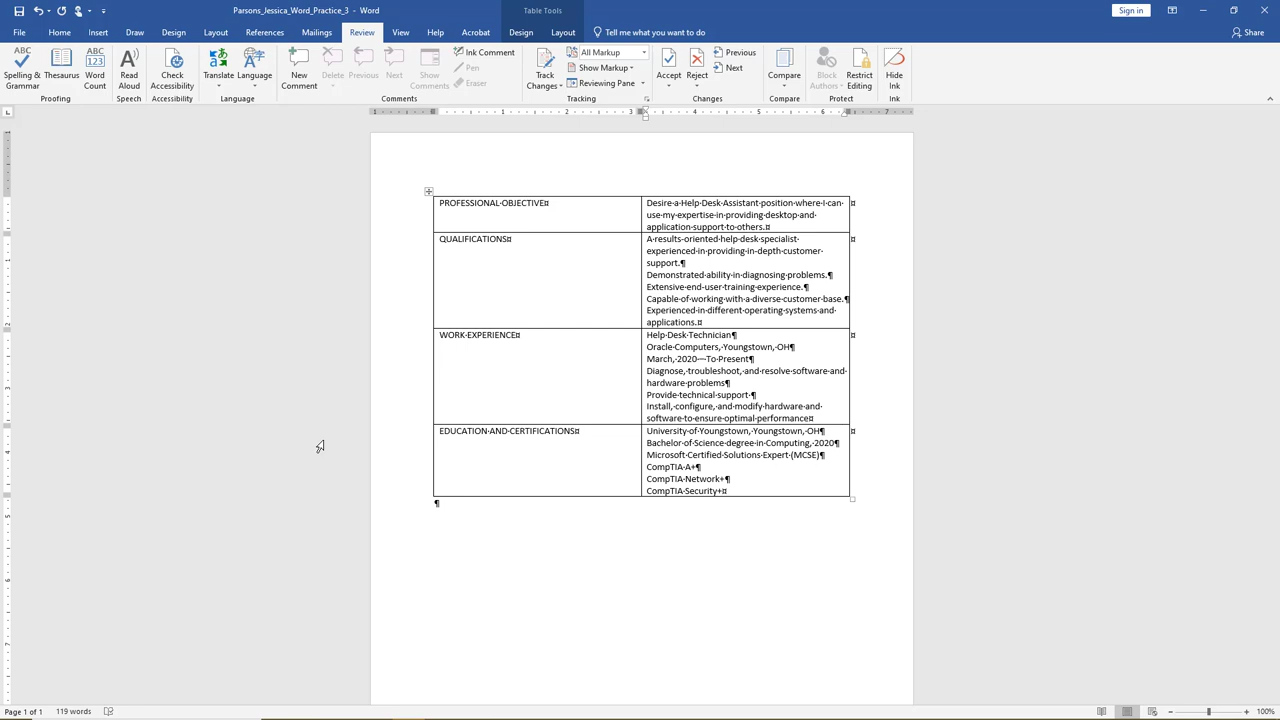 Parsons_Jessica_Word_Practice_3 - Word
Table Tools
Sign in
File Home Insert Draw Design Layout References Mailings Review View Help Acrobat Design Layout Tell me what you want to do Share
Spelling & Grammar
Thesaurus
Word Count
Proofing
Read Aloud
Speech
Check Accessibility
Accessibility
Translate
Language
Language
New Comment
Delete
Previous
Next
Show Comments
Comments
Ink Comment
Pen
Eraser
Track Changes
All Markup
Show Markup
Reviewing Pane
Tracking
Accept
Reject
Previous
Next
Changes
Compare
Compare
Block Authors
Restrict Editing
Protect
Hide Ink
Ink
1 1 2 3 4 5 6 7
PROFESSIONAL·OBJECTIVE¤
Desire·a·Help·Desk·Assistant·position·where·I·can·
use·my·expertise·in·providing·desktop·and·
application·support·to·others.¤
QUALIFICATIONS¤
A·results-oriented·help·desk·specialist·
experienced·in·providing·in-depth·customer·
support.¶
Demonstrated·ability·in·diagnosing·problems.¶
Extensive·end-user·training·experience.¶
Capable·of·working·with·a·diverse·customer·base.¶
Experienced·in·different·operating·systems·and·
applications.¤
WORK·EXPERIENCE¤
Help·Desk·Technician¶
Oracle·Computers,·Youngstown,·OH¶
March,·2020·–·To·Present¶
Diagnose,·troubleshoot,·and·resolve·software·and·
hardware·problems¶
Provide·technical·support·¶
Install,·configure,·and·modify·hardware·and·
software·to·ensure·optimal·performance¤
EDUCATION·AND·CERTIFICATIONS¤
University·of·Youngstown,·Youngstown,·OH¶
Bachelor·of·Science·degree·in·Computing,·2020¶
Microsoft·Certified·Solutions·Expert·(MCSE)¶
CompTIA·A+¶
CompTIA·Network+¶
CompTIA·Security+¤
¶
Page 1 of 1 119 words 100%